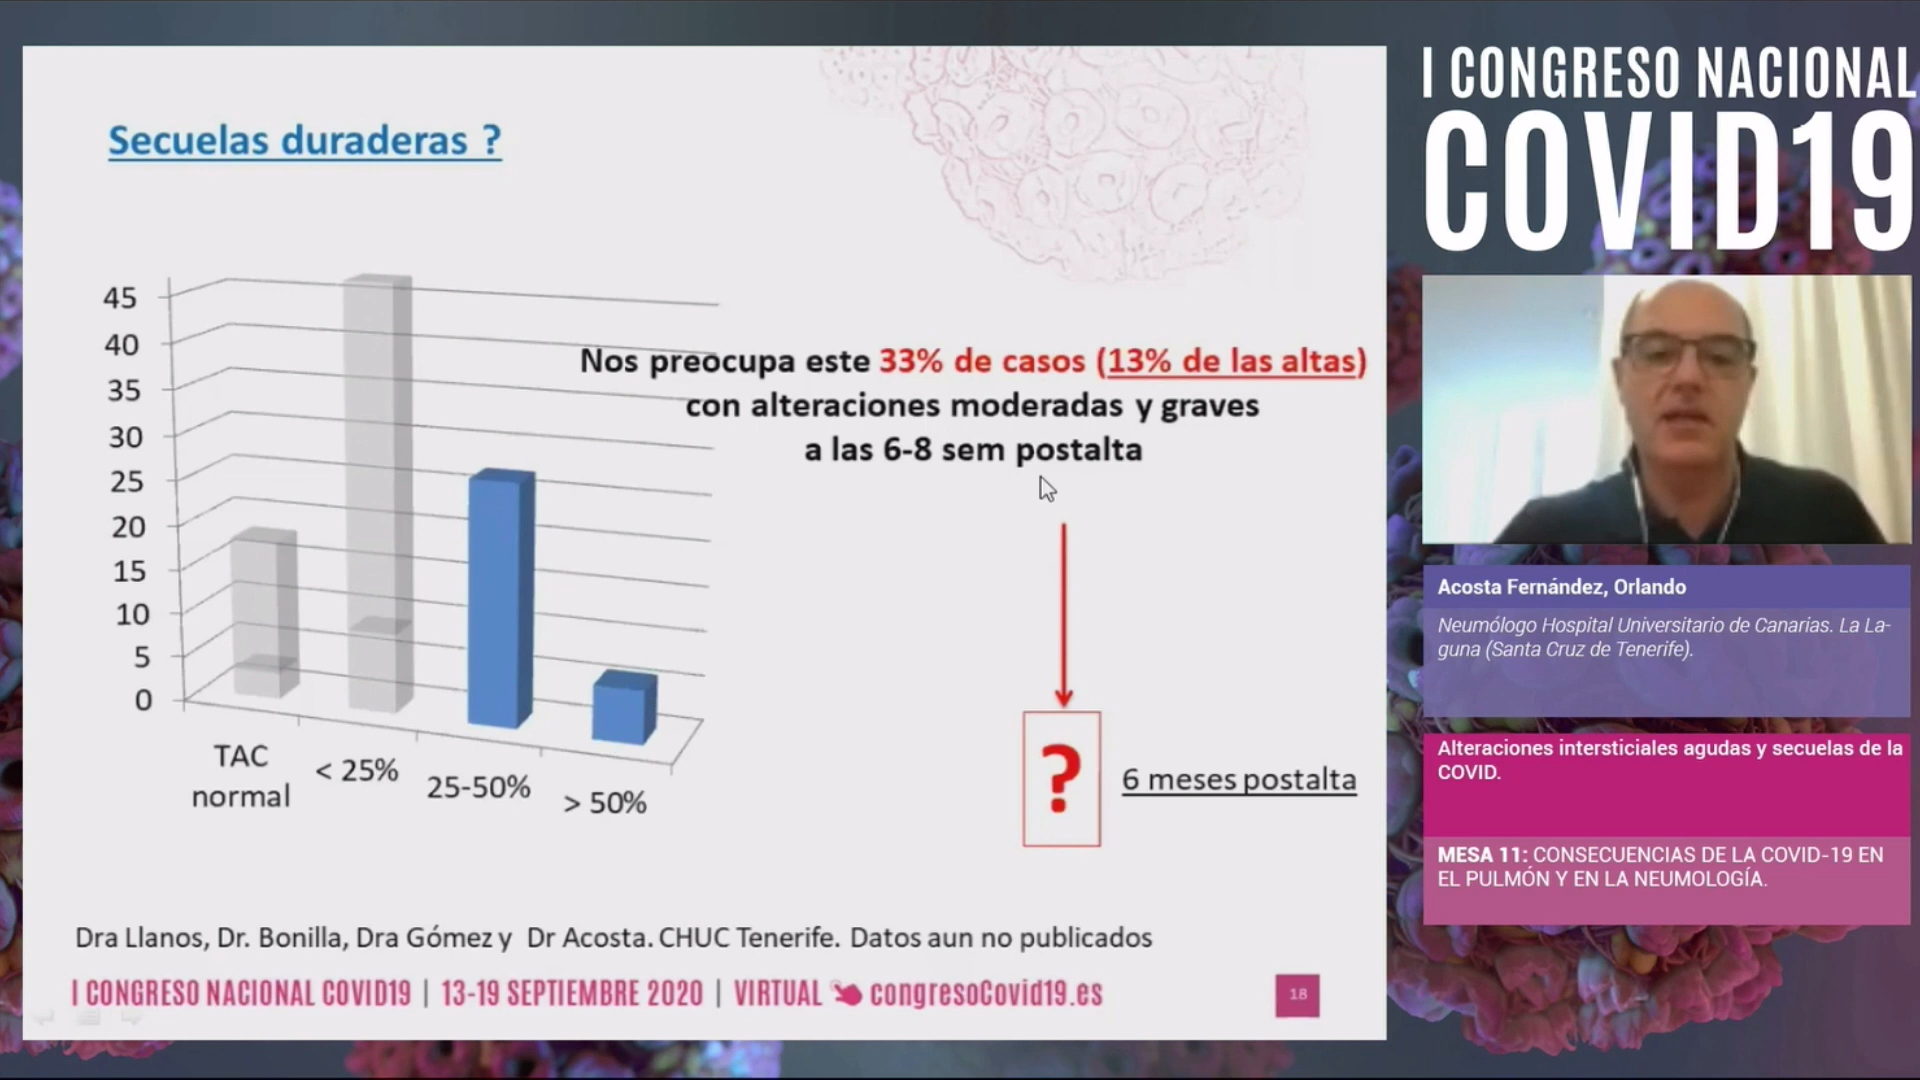 Secuelas duraderas ?
45
40
35
30
25
20
15
10
5
0
TAC
normal
< 25%
25-50%
> 50%
Nos preocupa este 33% de casos (13% de las altas)
con alteraciones moderadas y graves
a las 6-8 sem postalta
?
6 meses postalta
Dra Llanos, Dr. Bonilla, Dra Gómez y Dr Acosta. CHUC Tenerife. Datos aun no publicados
I CONGRESO NACIONAL COVID19 | 13-19 SEPTIEMBRE 2020 | VIRTUAL congresoCovid19.es
18
I CONGRESO NACIONAL
COVID19
Acosta Fernández, Orlando
Neumólogo Hospital Universitario de Canarias. La La-
guna (Santa Cruz de Tenerife).
Alteraciones intersticiales agudas y secuelas de la
COVID.
MESA 11: CONSECUENCIAS DE LA COVID-19 EN
EL PULMÓN Y EN LA NEUMOLOGÍA.